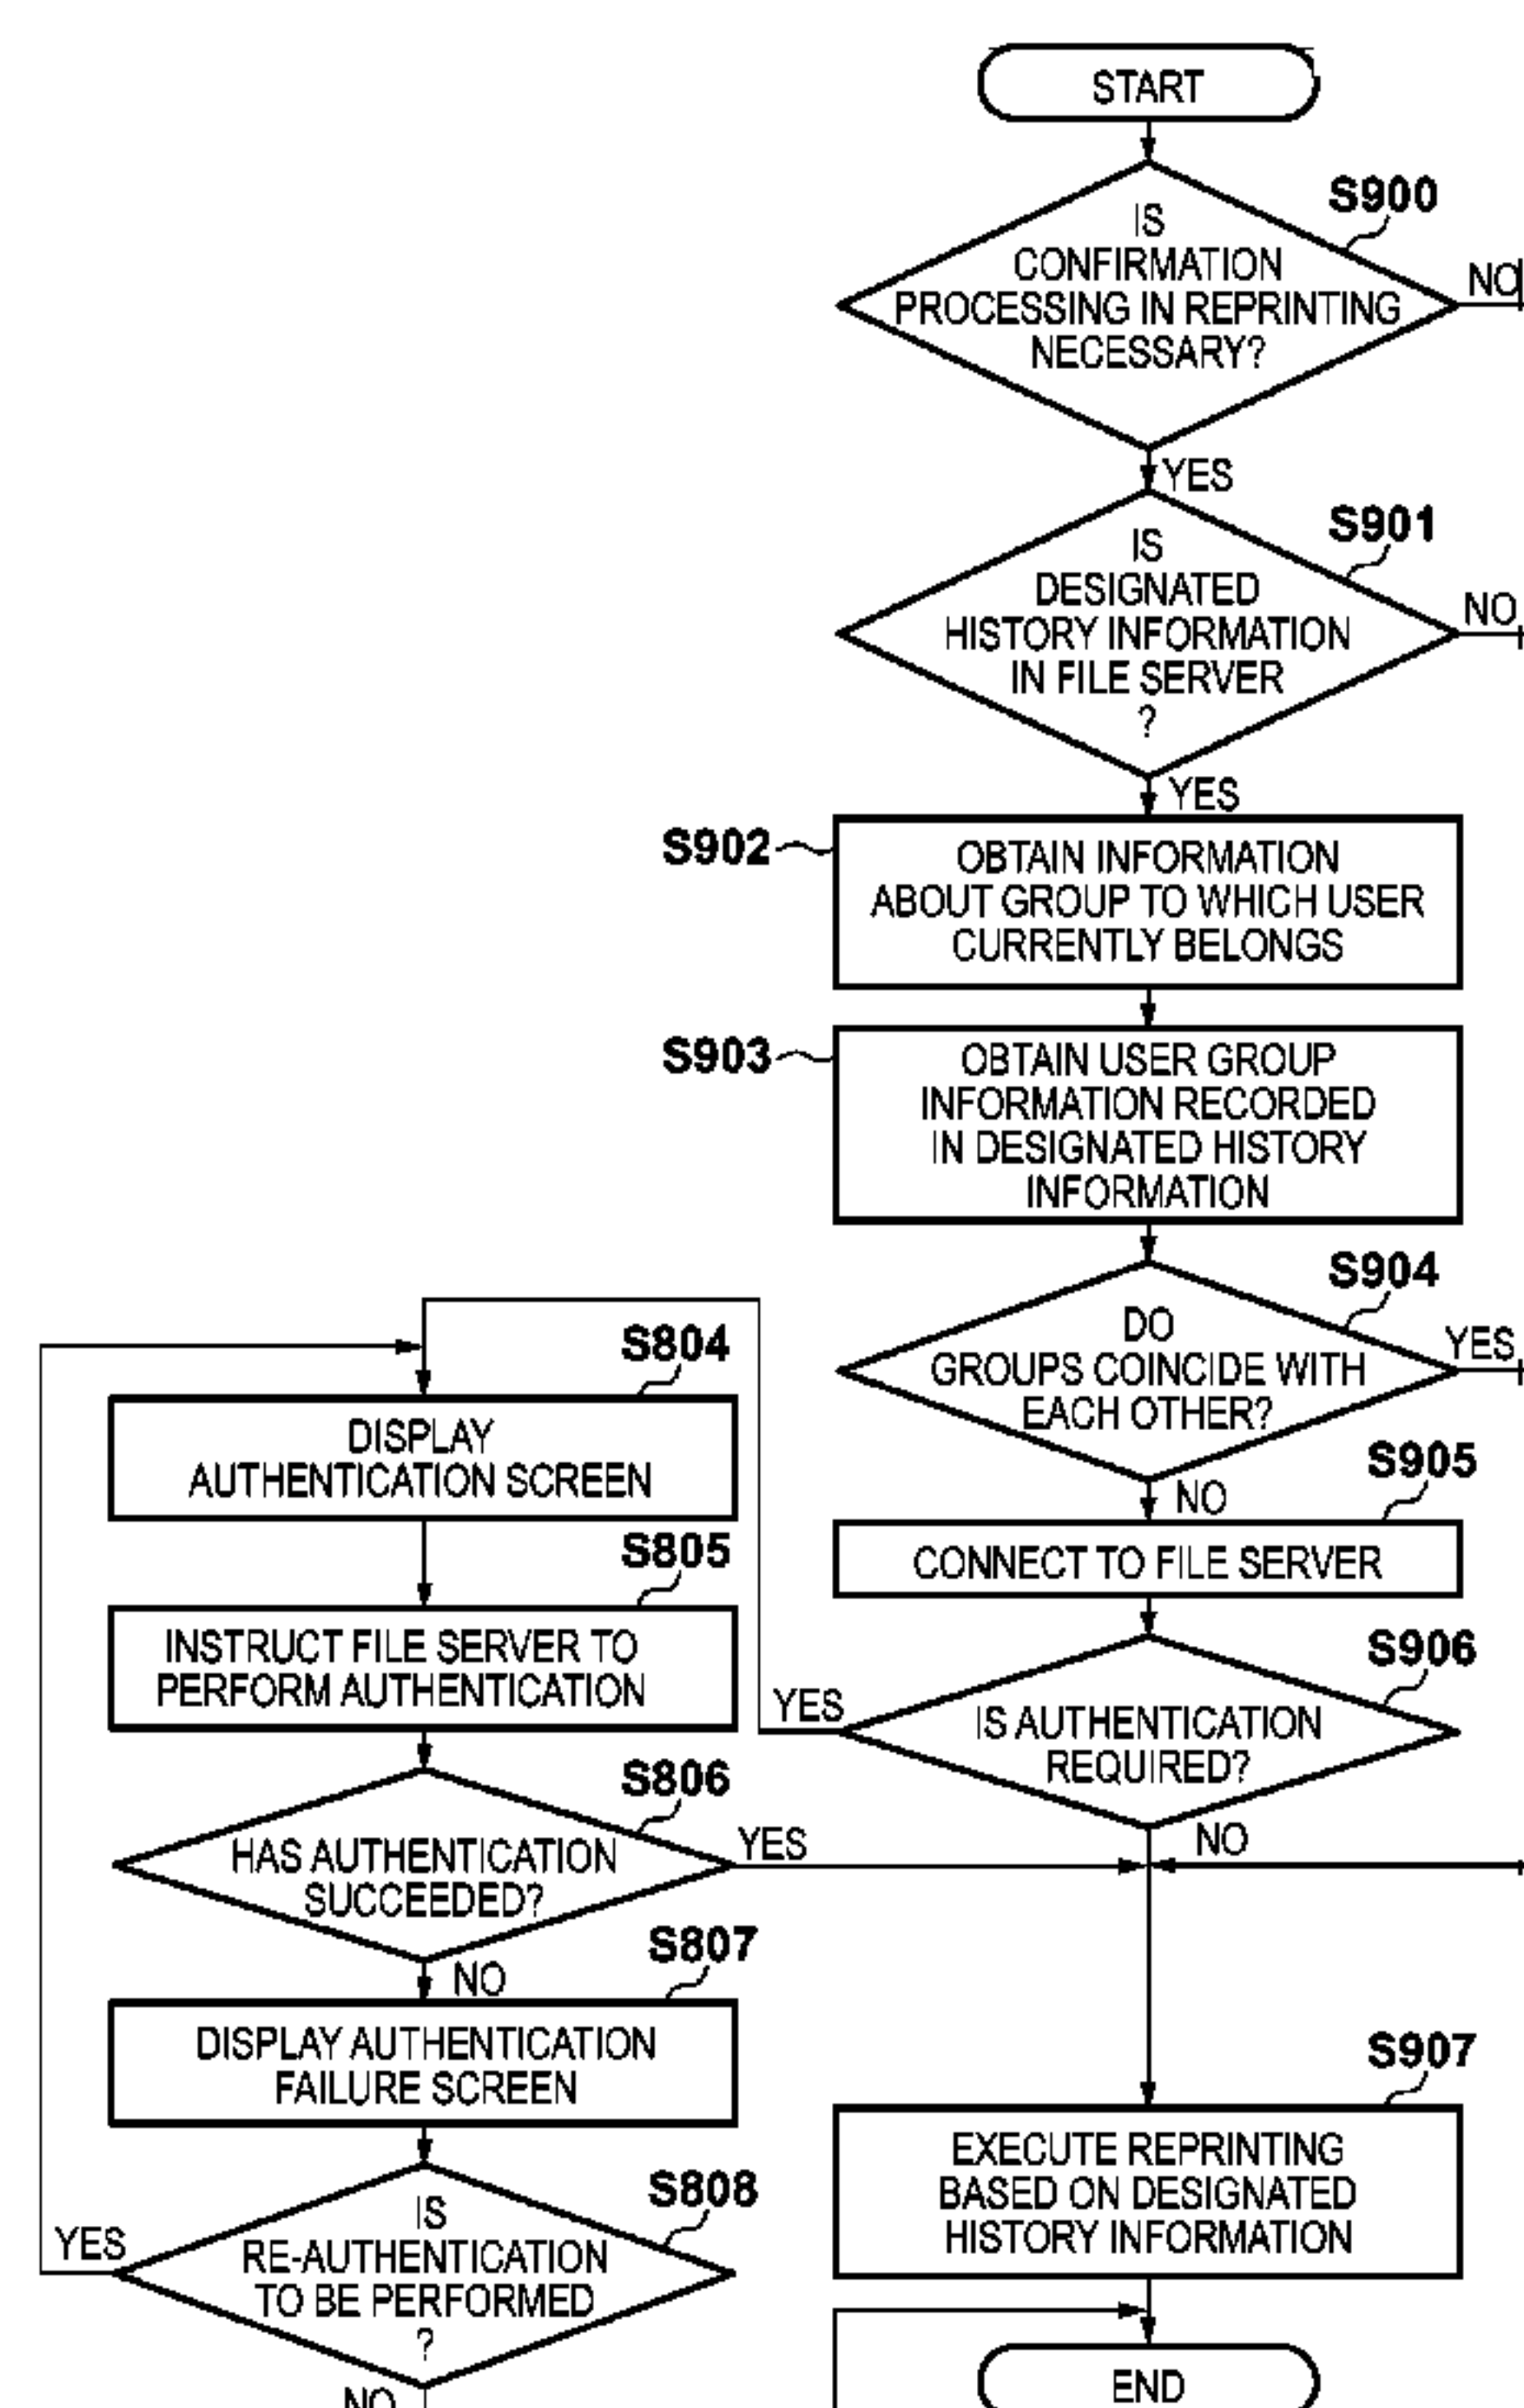 START
S900
IS
CONFIRMATION
PROCESSING IN REPRINTING
NECESSARY?
NO
YES
S901
IS
DESIGNATED
HISTORY INFORMATION
IN FILE SERVER
?
NO
YES
S902
OBTAIN INFORMATION
ABOUT GROUP TO WHICH USER
CURRENTLY BELONGS
S903
OBTAIN USER GROUP
INFORMATION RECORDED
IN DESIGNATED HISTORY
INFORMATION
S904
DO
GROUPS COINCIDE WITH
EACH OTHER?
YES
NO
S905
CONNECT TO FILE SERVER
S906
IS AUTHENTICATION
REQUIRED?
YES
NO
S804
DISPLAY
AUTHENTICATION SCREEN
S805
INSTRUCT FILE SERVER TO
PERFORM AUTHENTICATION
S806
HAS AUTHENTICATION
SUCCEEDED?
YES
NO
S807
DISPLAY AUTHENTICATION
FAILURE SCREEN
S808
IS
RE-AUTHENTICATION
TO BE PERFORMED
?
YES
NO
S907
EXECUTE REPRINTING
BASED ON DESIGNATED
HISTORY INFORMATION
END